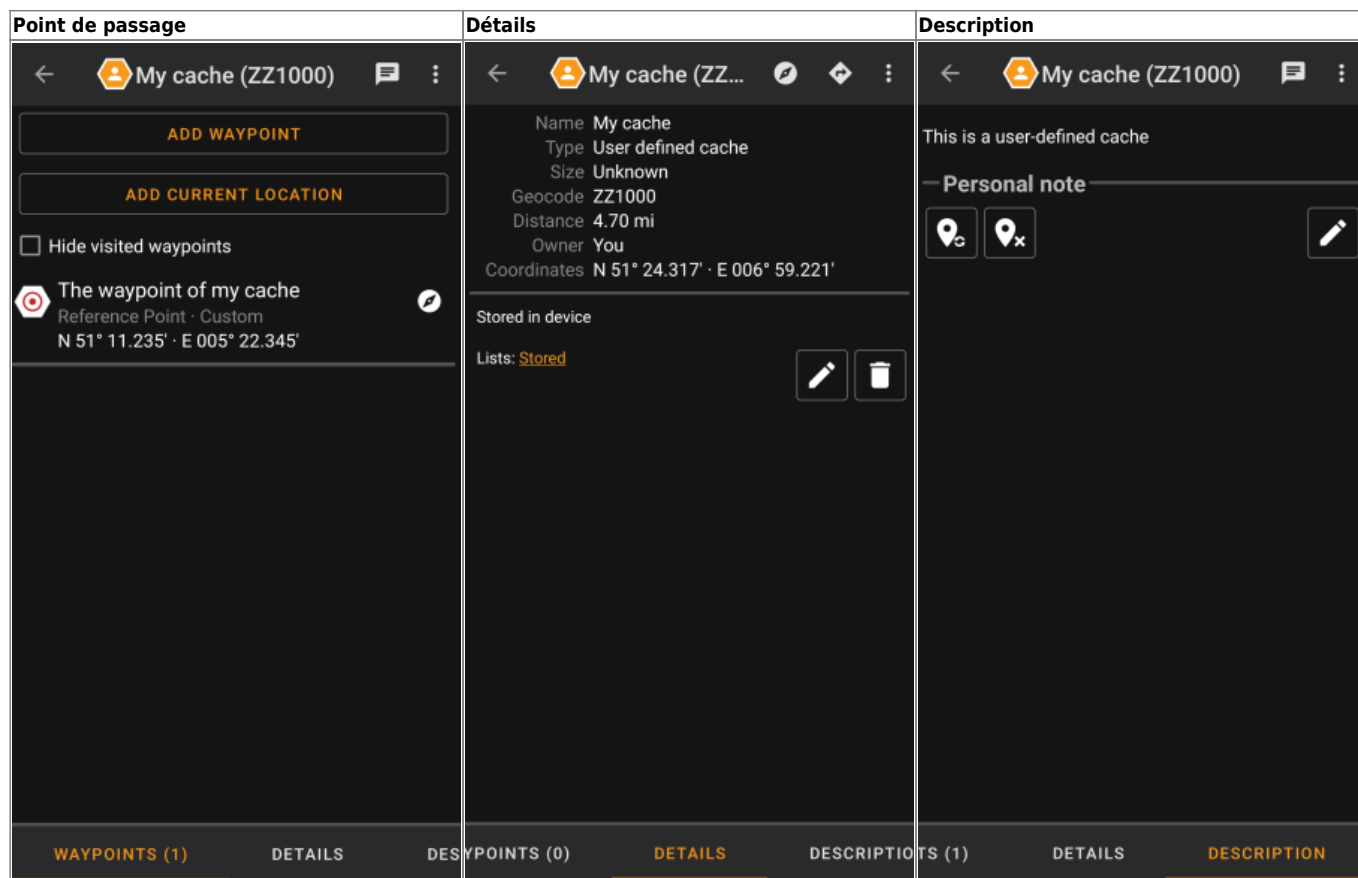 Point de passage
My cache (ZZ1000)
ADD WAYPOINT
ADD CURRENT LOCATION
Hide visited waypoints
The waypoint of my cache
Reference Point · Custom
N 51° 11.235' · E 005° 22.345'
WAYPOINTS (1) DETAILS DES
Détails
My cache (ZZ...
Name My cache
Type User defined cache
Size Unknown
Geocode ZZ1000
Distance 4.70 mi
Owner You
Coordinates N 51° 24.317' · E 006° 59.221'
Stored in device
Lists: Stored
YPOINTS (0) DETAILS DESCRIPTIO
Description
My cache (ZZ1000)
This is a user-defined cache
Personal note
TS (1) DETAILS DESCRIPTION